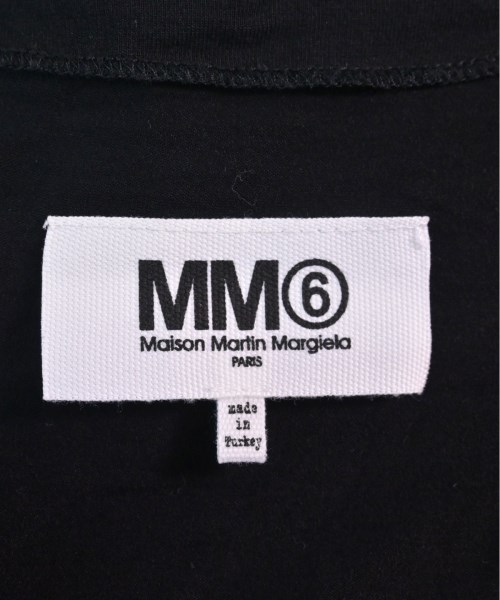 MM⑥
Maison Martin Margiela
PARIS
made
in
Turkey